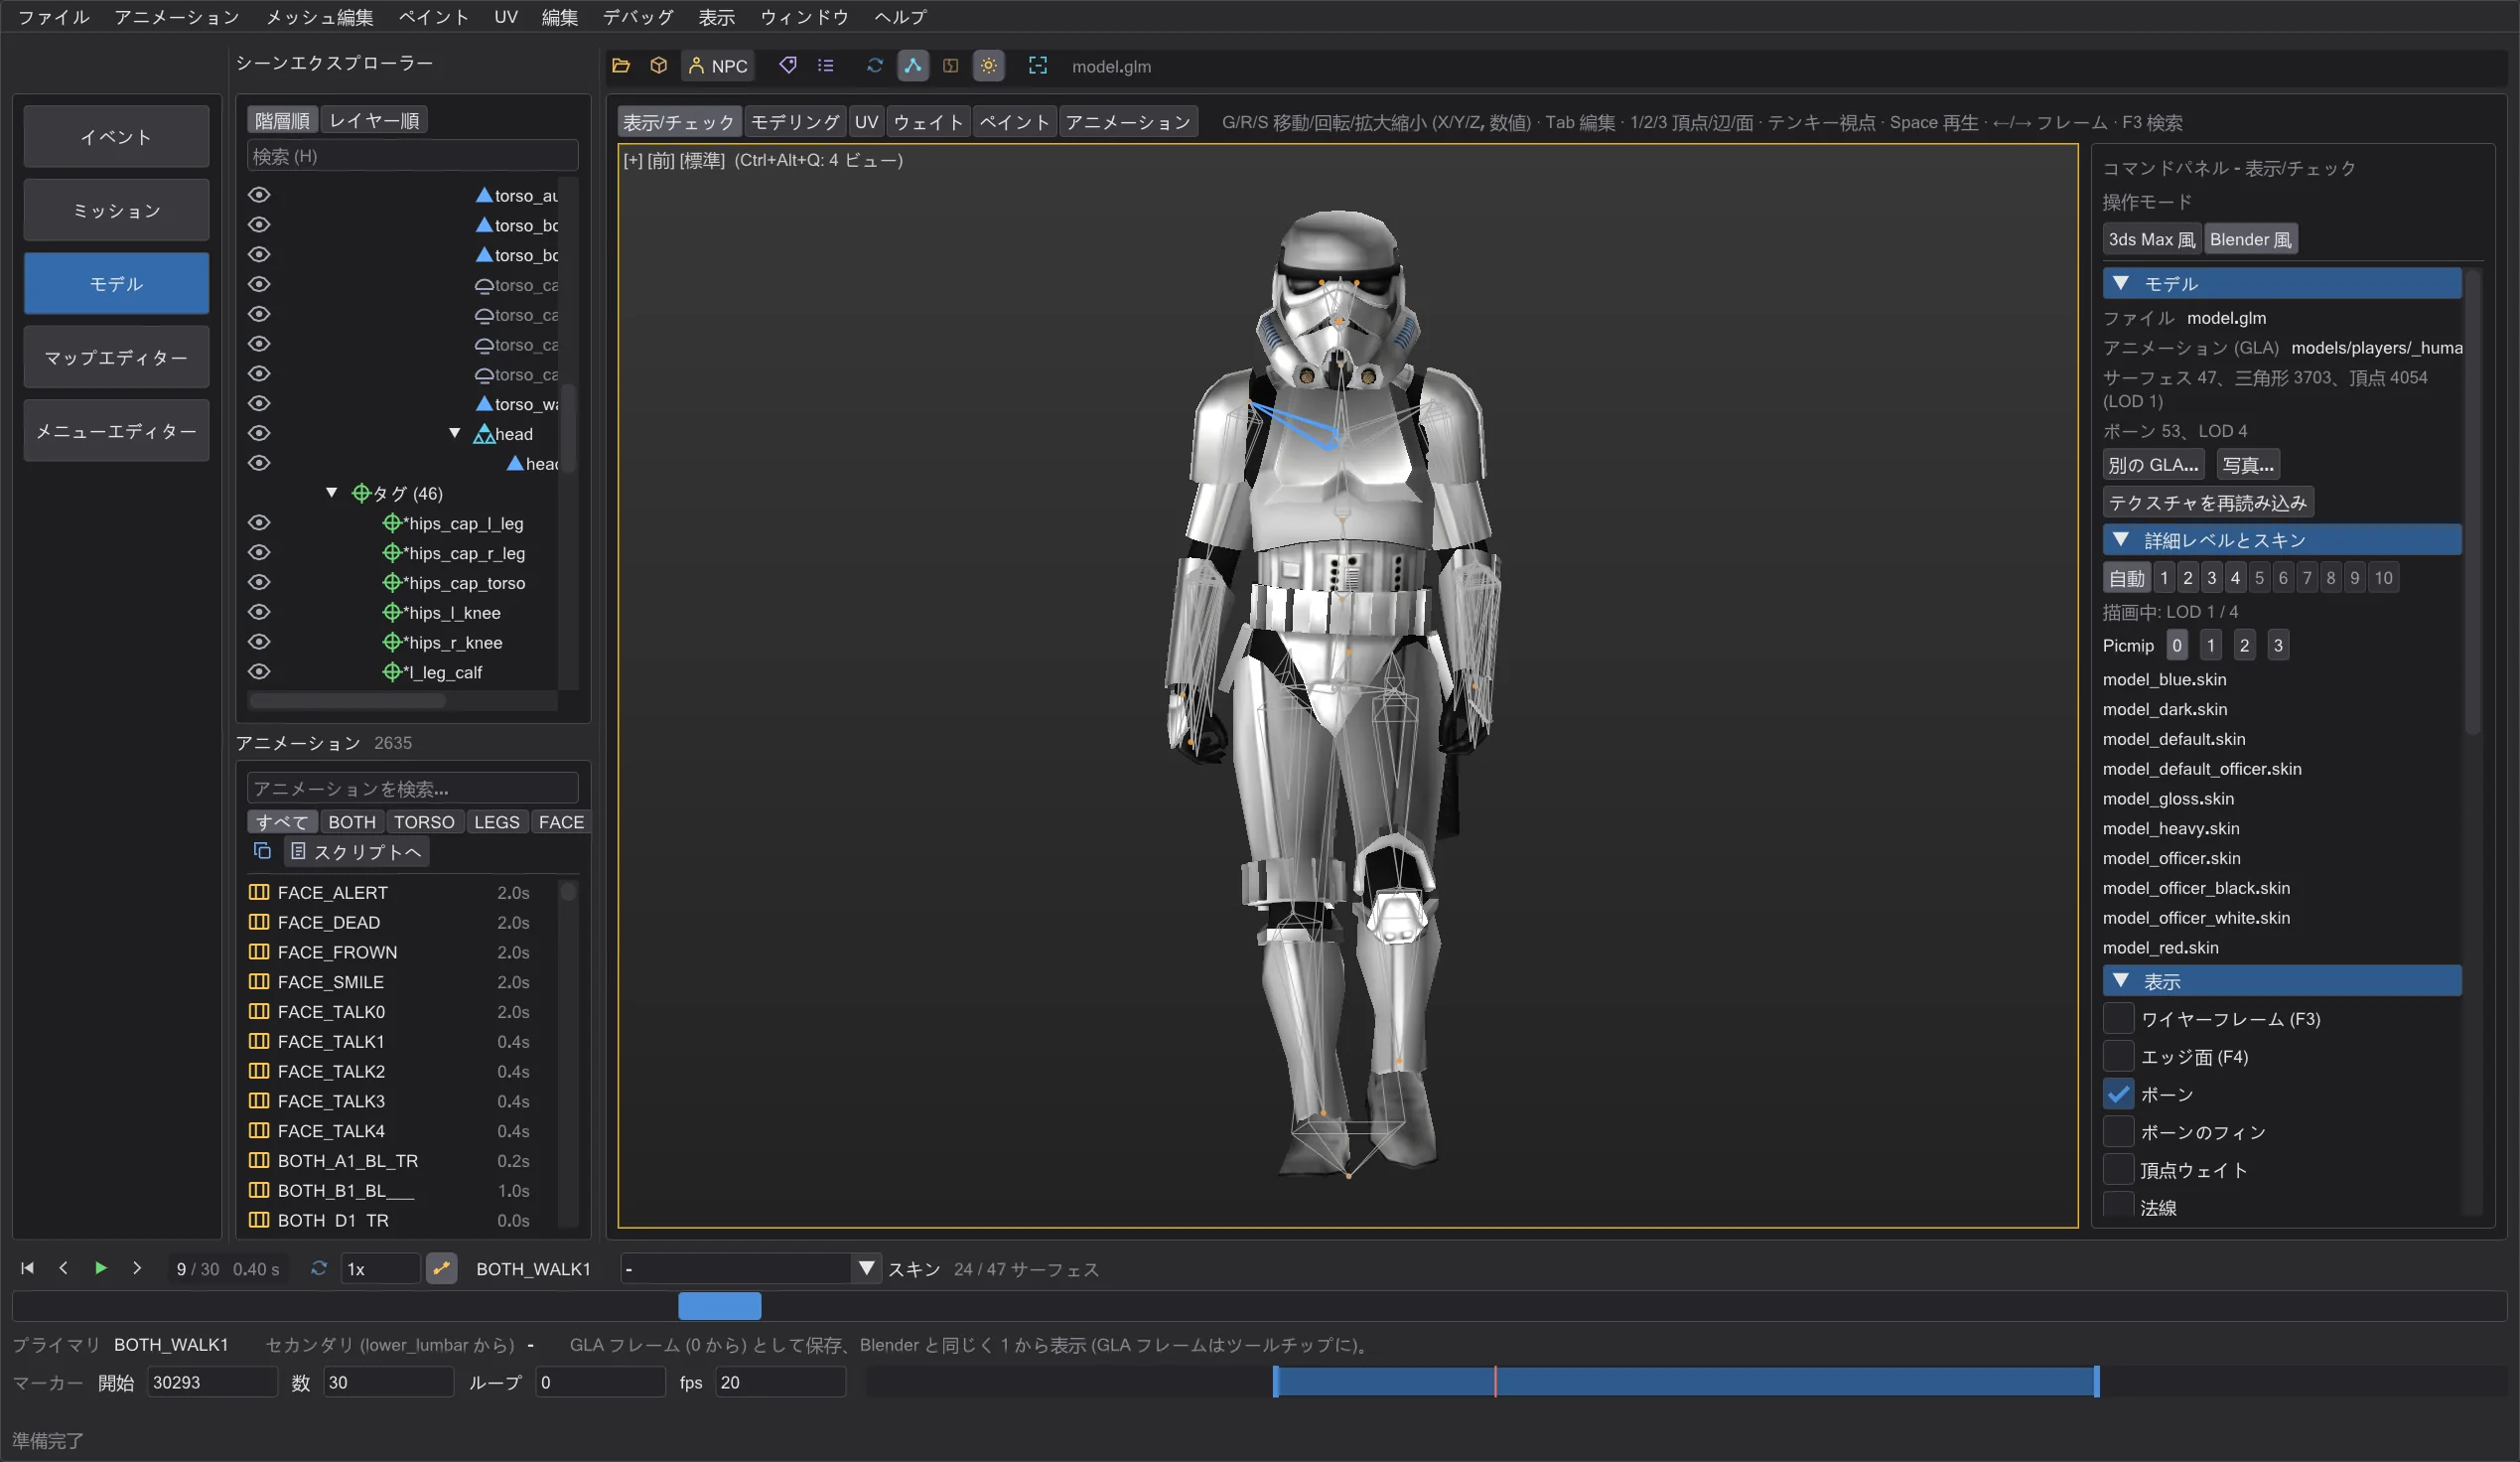 ファイル アニメーション メッシュ編集 ペイント UV 編集 デバッグ 表示 ウィンドウ ヘルプ
イベント
ミッション
モデル
マップエディター
メニューエディター
シーンエクスプローラー
階層順 レイヤー順
検索 (H)
torso_au
torso_bo
torso_bo
torso_ca
torso_ca
torso_ca
torso_ca
torso_wa
head
head
タグ (46)
*hips_cap_l_leg
*hips_cap_r_leg
*hips_cap_torso
*hips_l_knee
*hips_r_knee
*l_leg_calf
アニメーション 2635
アニメーションを検索...
すべて BOTH TORSO LEGS FACE
スクリプトへ
FACE_ALERT 2.0s
FACE_DEAD 2.0s
FACE_FROWN 2.0s
FACE_SMILE 2.0s
FACE_TALK0 2.0s
FACE_TALK1 0.4s
FACE_TALK2 0.4s
FACE_TALK3 0.4s
FACE_TALK4 0.4s
BOTH_A1_BL_TR 0.2s
BOTH_B1_BL___ 1.0s
BOTH_D1_TR 0.0s
NPC model.glm
表示/チェック モデリング UV ウェイト ペイント アニメーション G/R/S 移動/回転/拡大縮小 (X/Y/Z, 数値) · Tab 編集 · 1/2/3 頂点/辺/面 · テンキー視点 · Space 再生 · ←/→ フレーム · F3 検索
[+] [前] [標準] (Ctrl+Alt+Q: 4 ビュー)
コマンドパネル - 表示/チェック
操作モード
3ds Max 風 Blender 風
モデル
ファイル model.glm
アニメーション (GLA) models/players/_huma
サーフェス 47、三角形 3703、頂点 4054
(LOD 1)
ボーン 53、LOD 4
別の GLA... 写真...
テクスチャを再読み込み
詳細レベルとスキン
自動 1 2 3 4 5 6 7 8 9 10
描画中: LOD 1 / 4
Picmip 0 1 2 3
model_blue.skin
model_dark.skin
model_default.skin
model_default_officer.skin
model_gloss.skin
model_heavy.skin
model_officer.skin
model_officer_black.skin
model_officer_white.skin
model_red.skin
表示
ワイヤーフレーム (F3)
エッジ面 (F4)
ボーン
ボーンのフィン
頂点ウェイト
法線
9 / 30 0.40 s 1x BOTH_WALK1 - スキン 24 / 47 サーフェス
プライマリ BOTH_WALK1 セカンダリ (lower_lumbar から) - GLA フレーム (0 から) として保存、Blender と同じく 1 から表示 (GLA フレームはツールチップに)。
マーカー 開始 30293 数 30 ループ 0 fps 20
準備完了